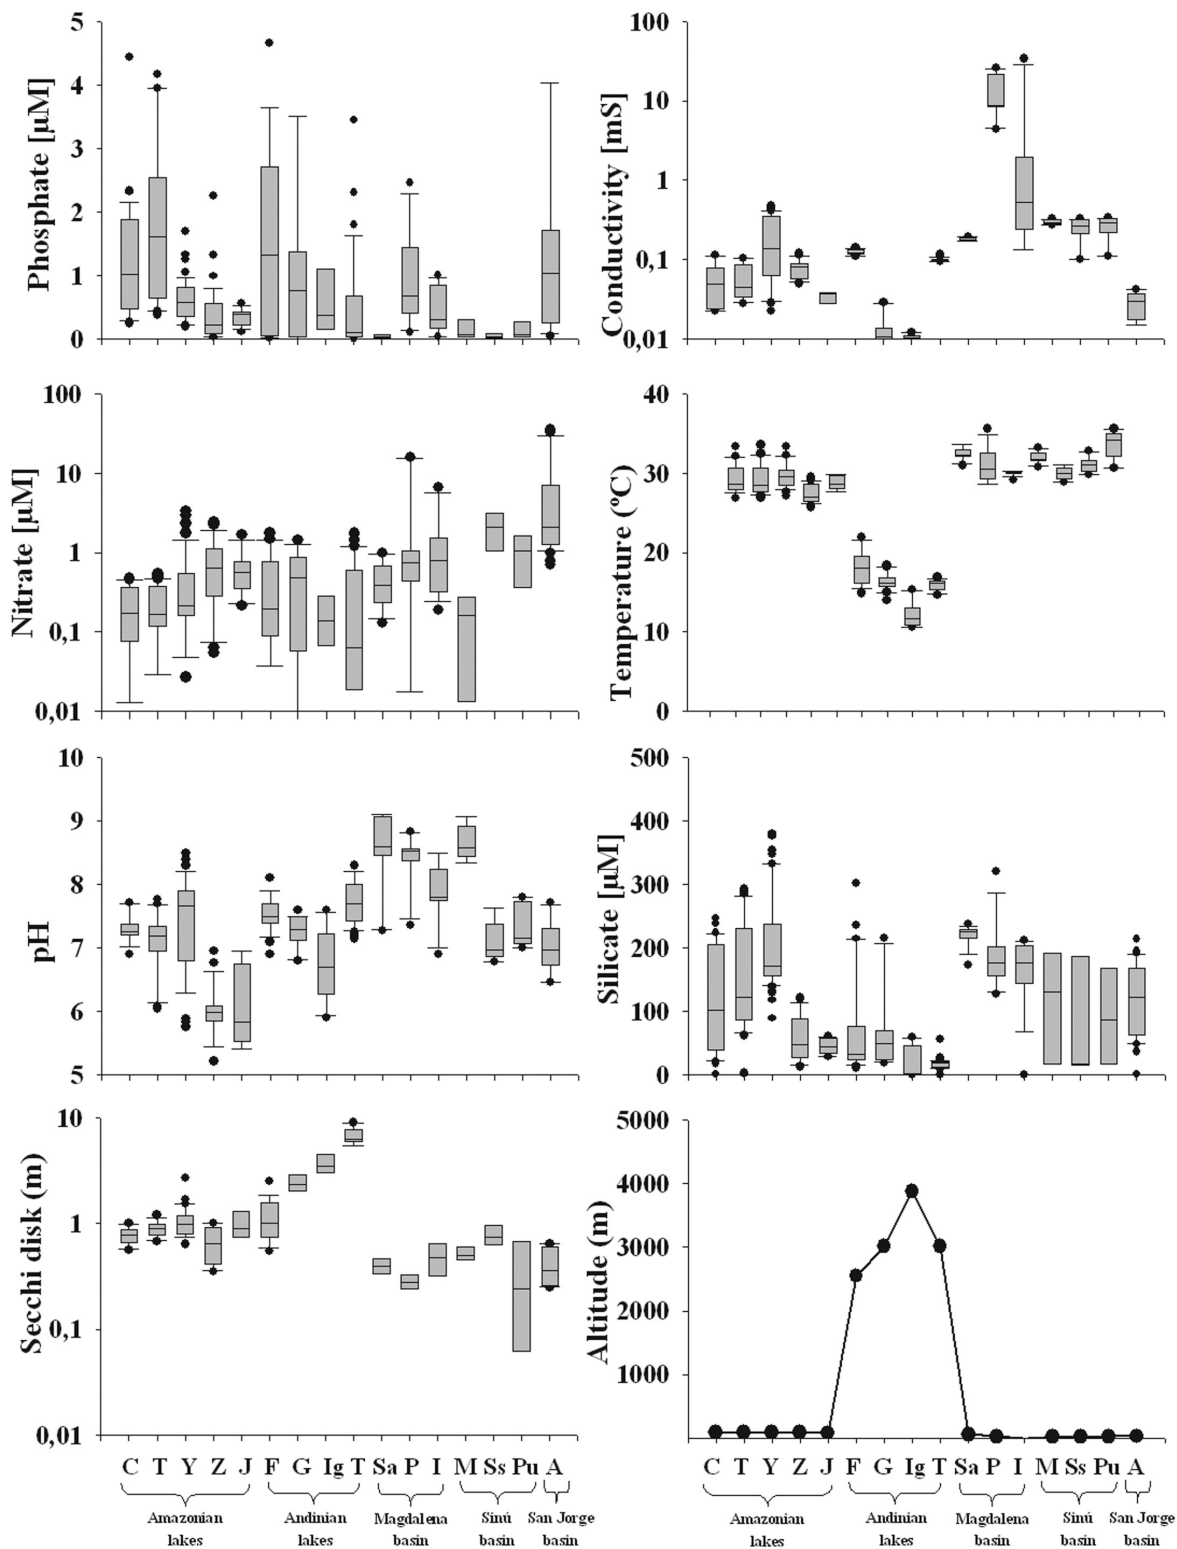 Phosphate [µM]
5
4
3
2
1
0
Conductivity [mS]
100
10
1
0,1
0,01
Nitrate [µM]
100
10
1
0,1
0,01
Temperature (ºC)
40
30
20
10
0
pH
10
9
8
7
6
5
Silicate [µM]
500
400
300
200
100
0
Secchi disk (m)
10
1
0,1
0,01
Altitude (m)
5000
4000
3000
2000
1000
C T Y Z J F G Ig T Sa P I M Ss Pu A
Amazonian lakes
Andinian lakes
Magdalena basin
Sinú basin
San Jorge basin
C T Y Z J F G Ig T Sa P I M Ss Pu A
Amazonian lakes
Andinian lakes
Magdalena basin
Sinú basin
San Jorge basin